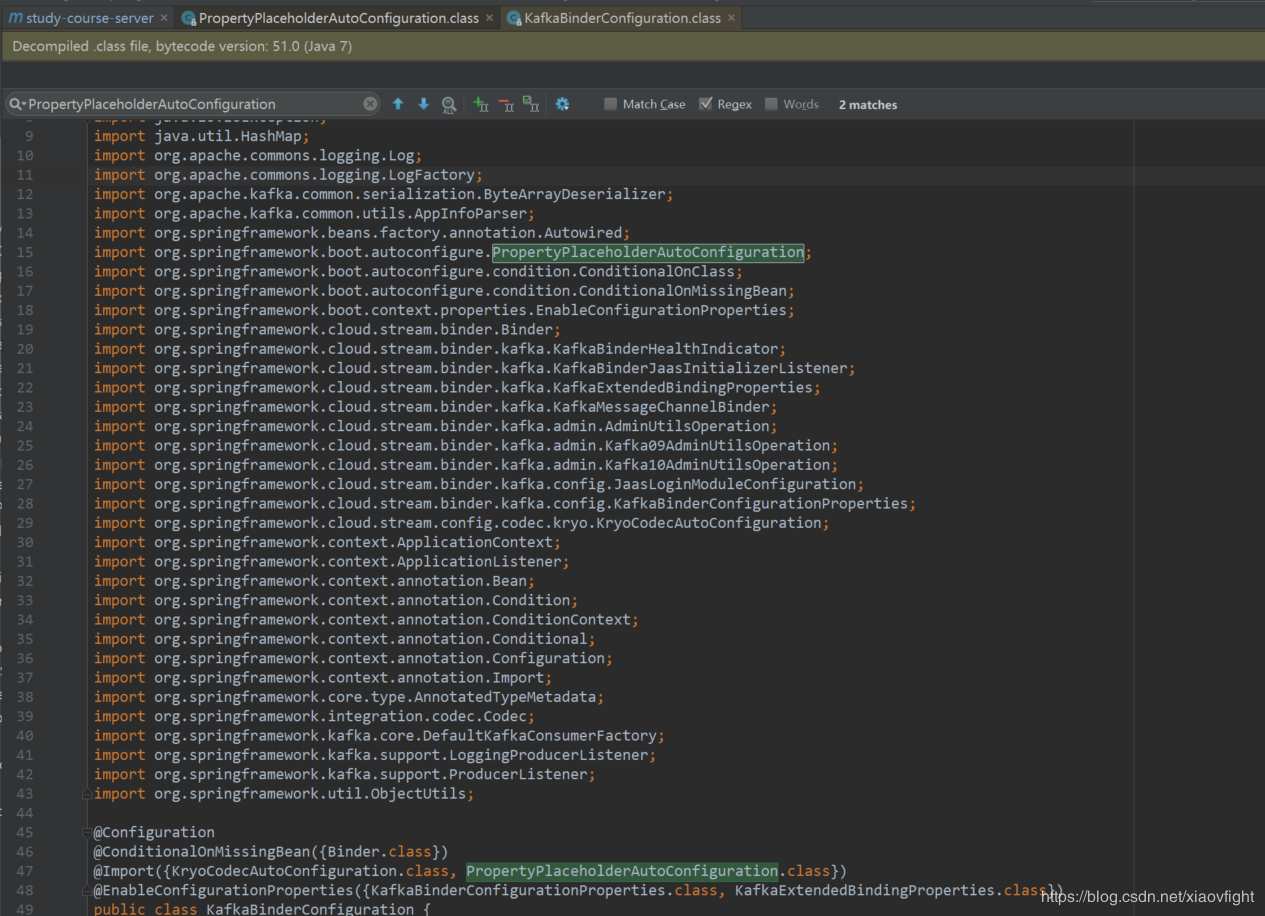 study-course-server × PropertyPlaceholderAutoConfiguration.class × KafkaBinderConfiguration.class ×
Decompiled .class file, bytecode version: 51.0 (Java 7)
PropertyPlaceholderAutoConfiguration Match Case Regex Words 2 matches
9 import java.util.HashMap;
10 import org.apache.commons.logging.Log;
11 import org.apache.commons.logging.LogFactory;
12 import org.apache.kafka.common.serialization.ByteArrayDeserializer;
13 import org.apache.kafka.common.utils.AppInfoParser;
14 import org.springframework.beans.factory.annotation.Autowired;
15 import org.springframework.boot.autoconfigure.PropertyPlaceholderAutoConfiguration;
16 import org.springframework.boot.autoconfigure.condition.ConditionalOnClass;
17 import org.springframework.boot.autoconfigure.condition.ConditionalOnMissingBean;
18 import org.springframework.boot.context.properties.EnableConfigurationProperties;
19 import org.springframework.cloud.stream.binder.Binder;
20 import org.springframework.cloud.stream.binder.kafka.KafkaBinderHealthIndicator;
21 import org.springframework.cloud.stream.binder.kafka.KafkaBinderJaasInitializerListener;
22 import org.springframework.cloud.stream.binder.kafka.KafkaExtendedBindingProperties;
23 import org.springframework.cloud.stream.binder.kafka.KafkaMessageChannelBinder;
24 import org.springframework.cloud.stream.binder.kafka.admin.AdminUtilsOperation;
25 import org.springframework.cloud.stream.binder.kafka.admin.Kafka09AdminUtilsOperation;
26 import org.springframework.cloud.stream.binder.kafka.admin.Kafka10AdminUtilsOperation;
27 import org.springframework.cloud.stream.binder.kafka.config.JaasLoginModuleConfiguration;
28 import org.springframework.cloud.stream.binder.kafka.config.KafkaBinderConfigurationProperties;
29 import org.springframework.cloud.stream.config.codec.kryo.KryoCodecAutoConfiguration;
30 import org.springframework.context.ApplicationContext;
31 import org.springframework.context.ApplicationListener;
32 import org.springframework.context.annotation.Bean;
33 import org.springframework.context.annotation.Condition;
34 import org.springframework.context.annotation.ConditionContext;
35 import org.springframework.context.annotation.Conditional;
36 import org.springframework.context.annotation.Configuration;
37 import org.springframework.context.annotation.Import;
38 import org.springframework.core.type.AnnotatedTypeMetadata;
39 import org.springframework.integration.codec.Codec;
40 import org.springframework.kafka.core.DefaultKafkaConsumerFactory;
41 import org.springframework.kafka.support.LoggingProducerListener;
42 import org.springframework.kafka.support.ProducerListener;
43 import org.springframework.util.ObjectUtils;
44
45 @Configuration
46 @ConditionalOnMissingBean({Binder.class})
47 @Import({KryoCodecAutoConfiguration.class, PropertyPlaceholderAutoConfiguration.class})
48 @EnableConfigurationProperties({KafkaBinderConfigurationProperties.class, KafkaExtendedBindingProperties.class})
49 public class KafkaBinderConfiguration {
https://blog.csdn.net/xiaovfight